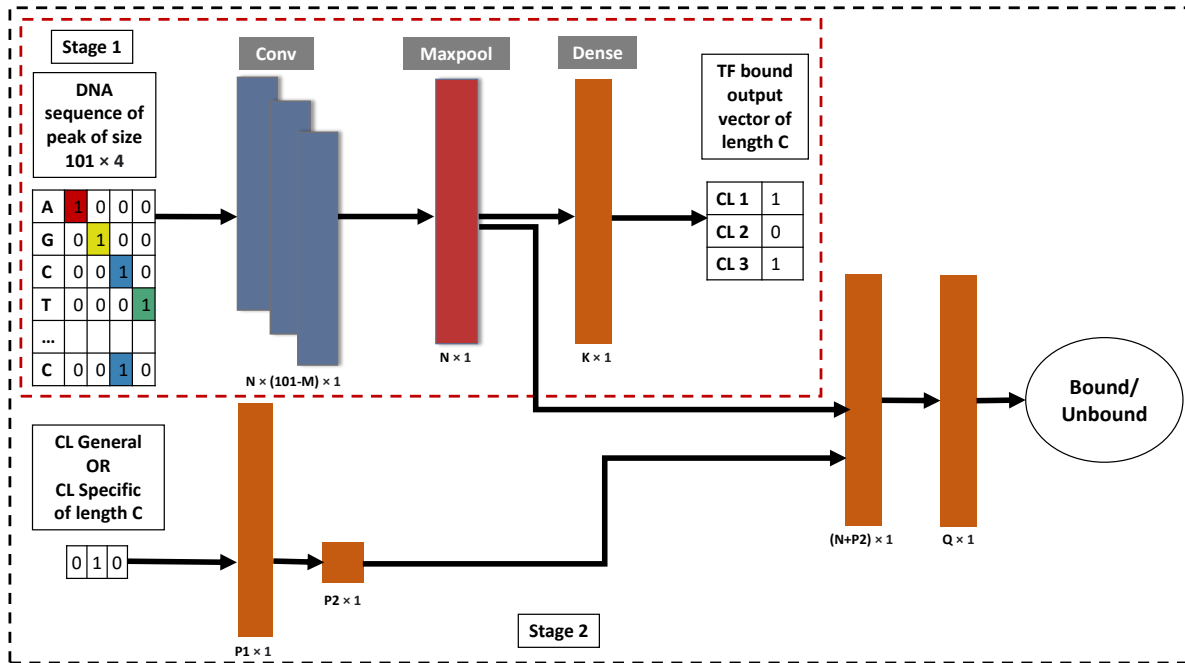 Stage 1
Conv
Maxpool
Dense
DNA
sequence of
peak of size
101 × 4
TF bound
output
vector of
length C
A 1 0 0 0
G 0 1 0 0
C 0 0 1 0
T 0 0 0 1
...
C 0 0 1 0
CL 1 1
CL 2 0
CL 3 1
N × (101-M) × 1
N × 1
K × 1
CL General
OR
CL Specific
of length C
0 1 0
P1 × 1
P2 × 1
(N+P2) × 1
Q × 1
Bound/
Unbound
Stage 2